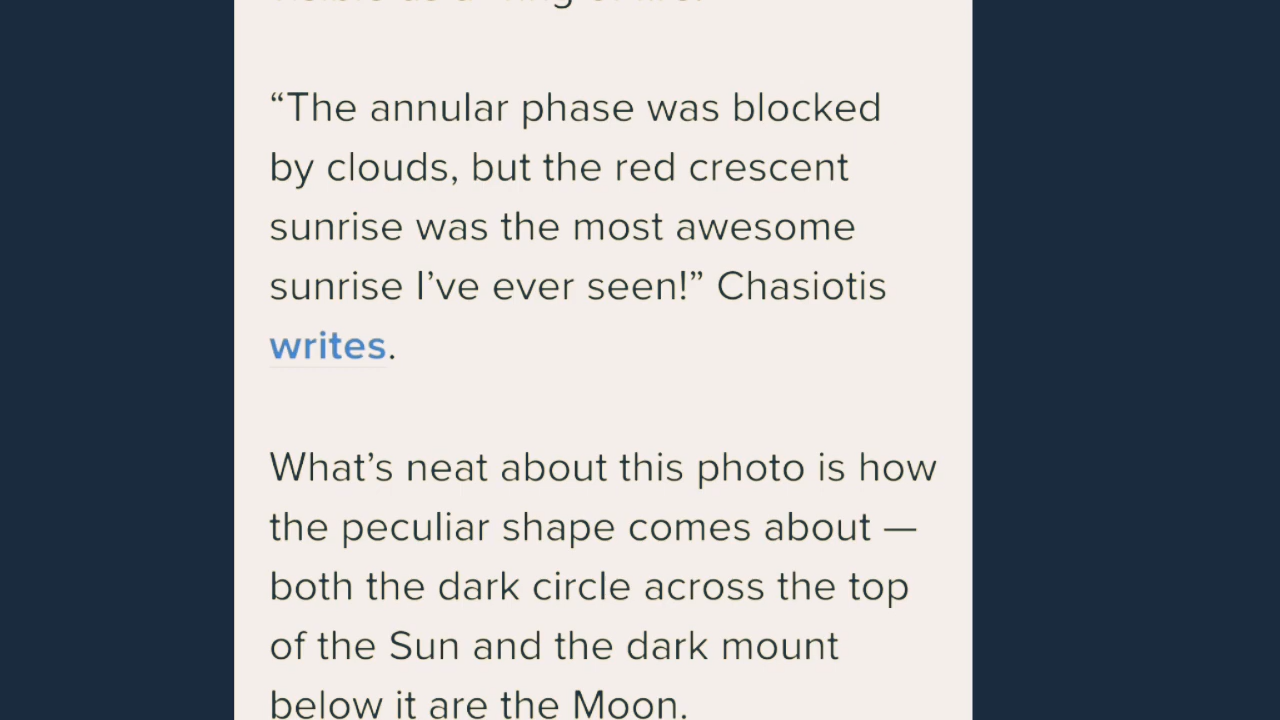 “The annular phase was blocked
by clouds, but the red crescent
sunrise was the most awesome
sunrise I’ve ever seen!” Chasiotis
writes.
What’s neat about this photo is how
the peculiar shape comes about —
both the dark circle across the top
of the Sun and the dark mount
below it are the Moon.